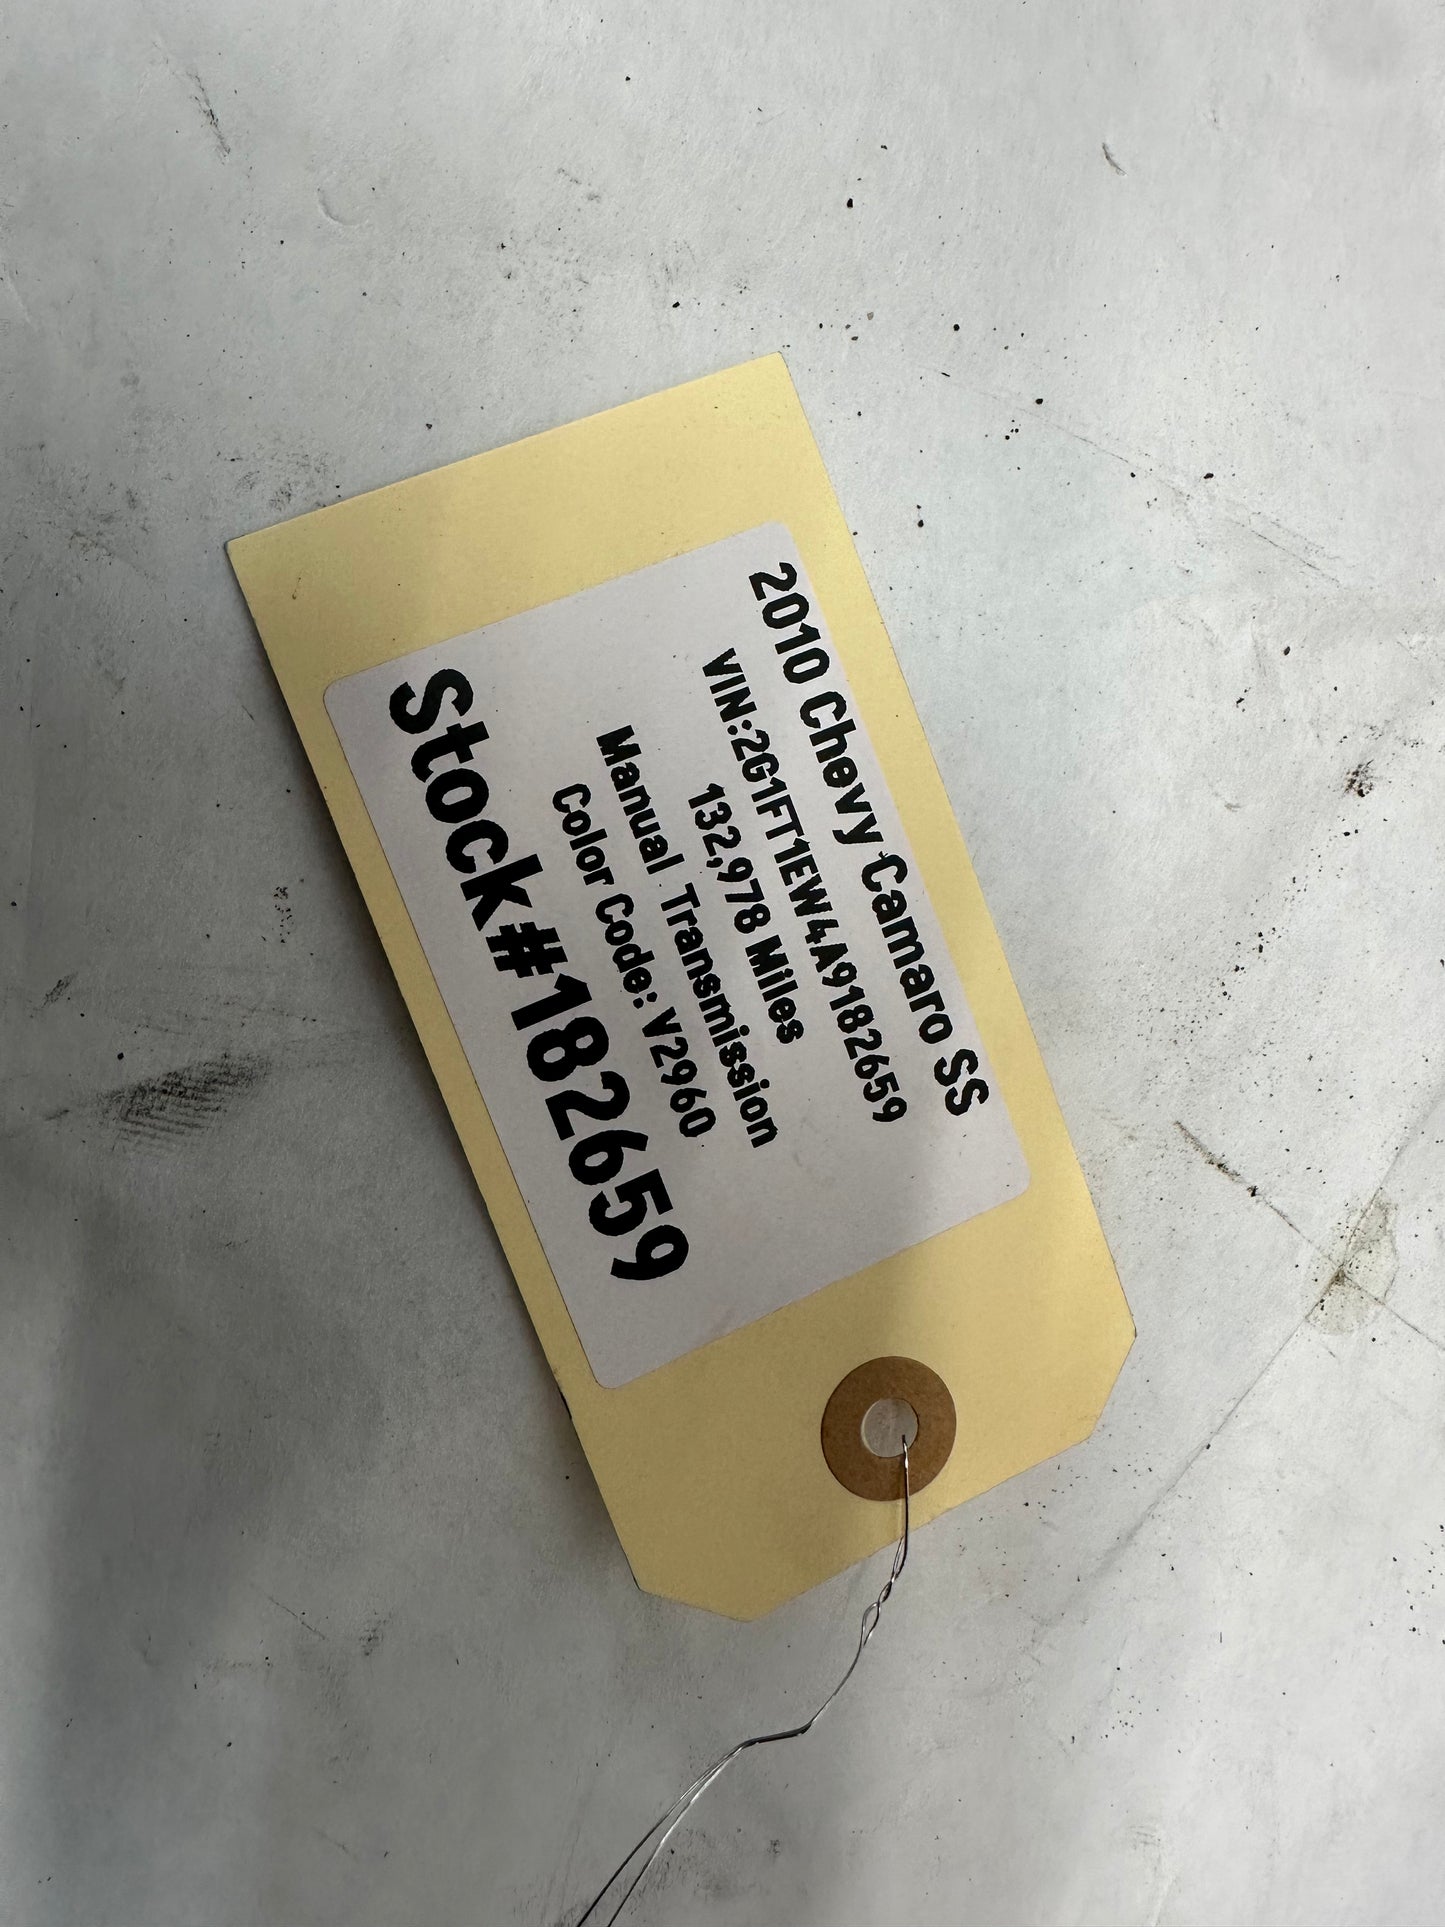 2010 Chevy Camaro SS
VIN:2G1FT1EW4A9182659
132,978 Miles
Manual Transmission
Color Code: V2960
Stock#182659